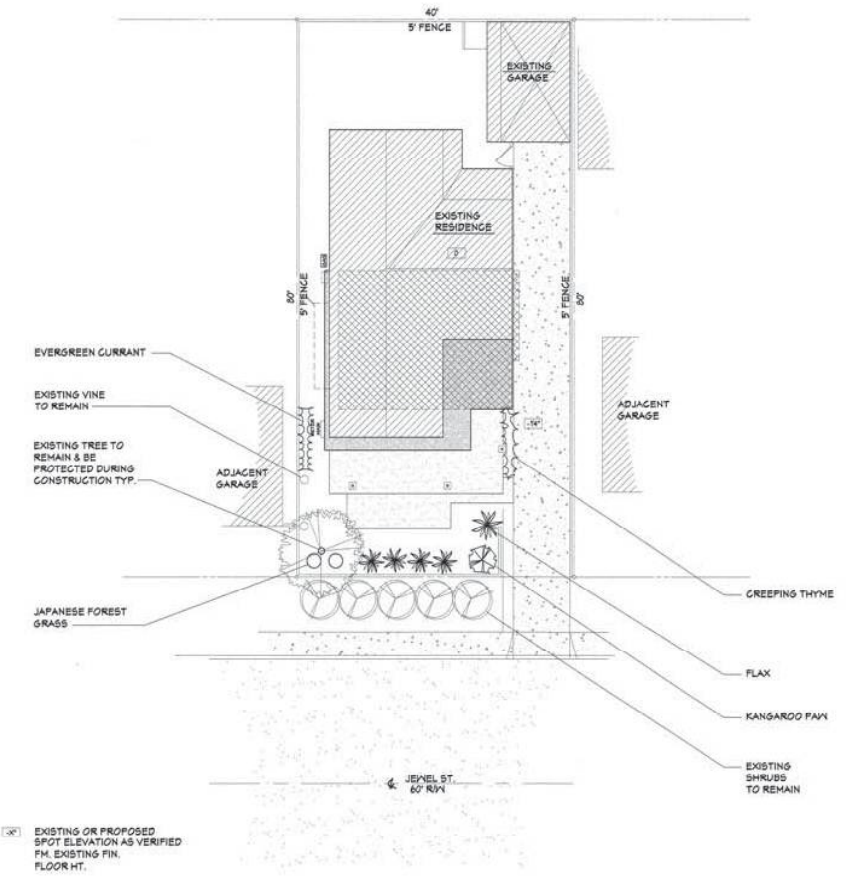 40'
5' FENCE
EXISTING
GARAGE
EXISTING
RESIDENCE
0
80'
5' FENCE
5' FENCE
80'
EVERGREEN CURRANT
EXISTING VINE
TO REMAIN
EXISTING TREE TO
REMAIN & BE
PROTECTED DURING
CONSTRUCTION TYP.
ADJACENT
GARAGE
-14"
ADJACENT
GARAGE
JAPANESE FOREST
GRASS
CREEPING THYME
FLAX
KANGAROO PAW
EXISTING
SHRUBS
TO REMAIN
JEWEL ST.
60' R/W
-X"
EXISTING OR PROPOSED
SPOT ELEVATION AS VERIFIED
FM. EXISTING FIN.
FLOOR HT.